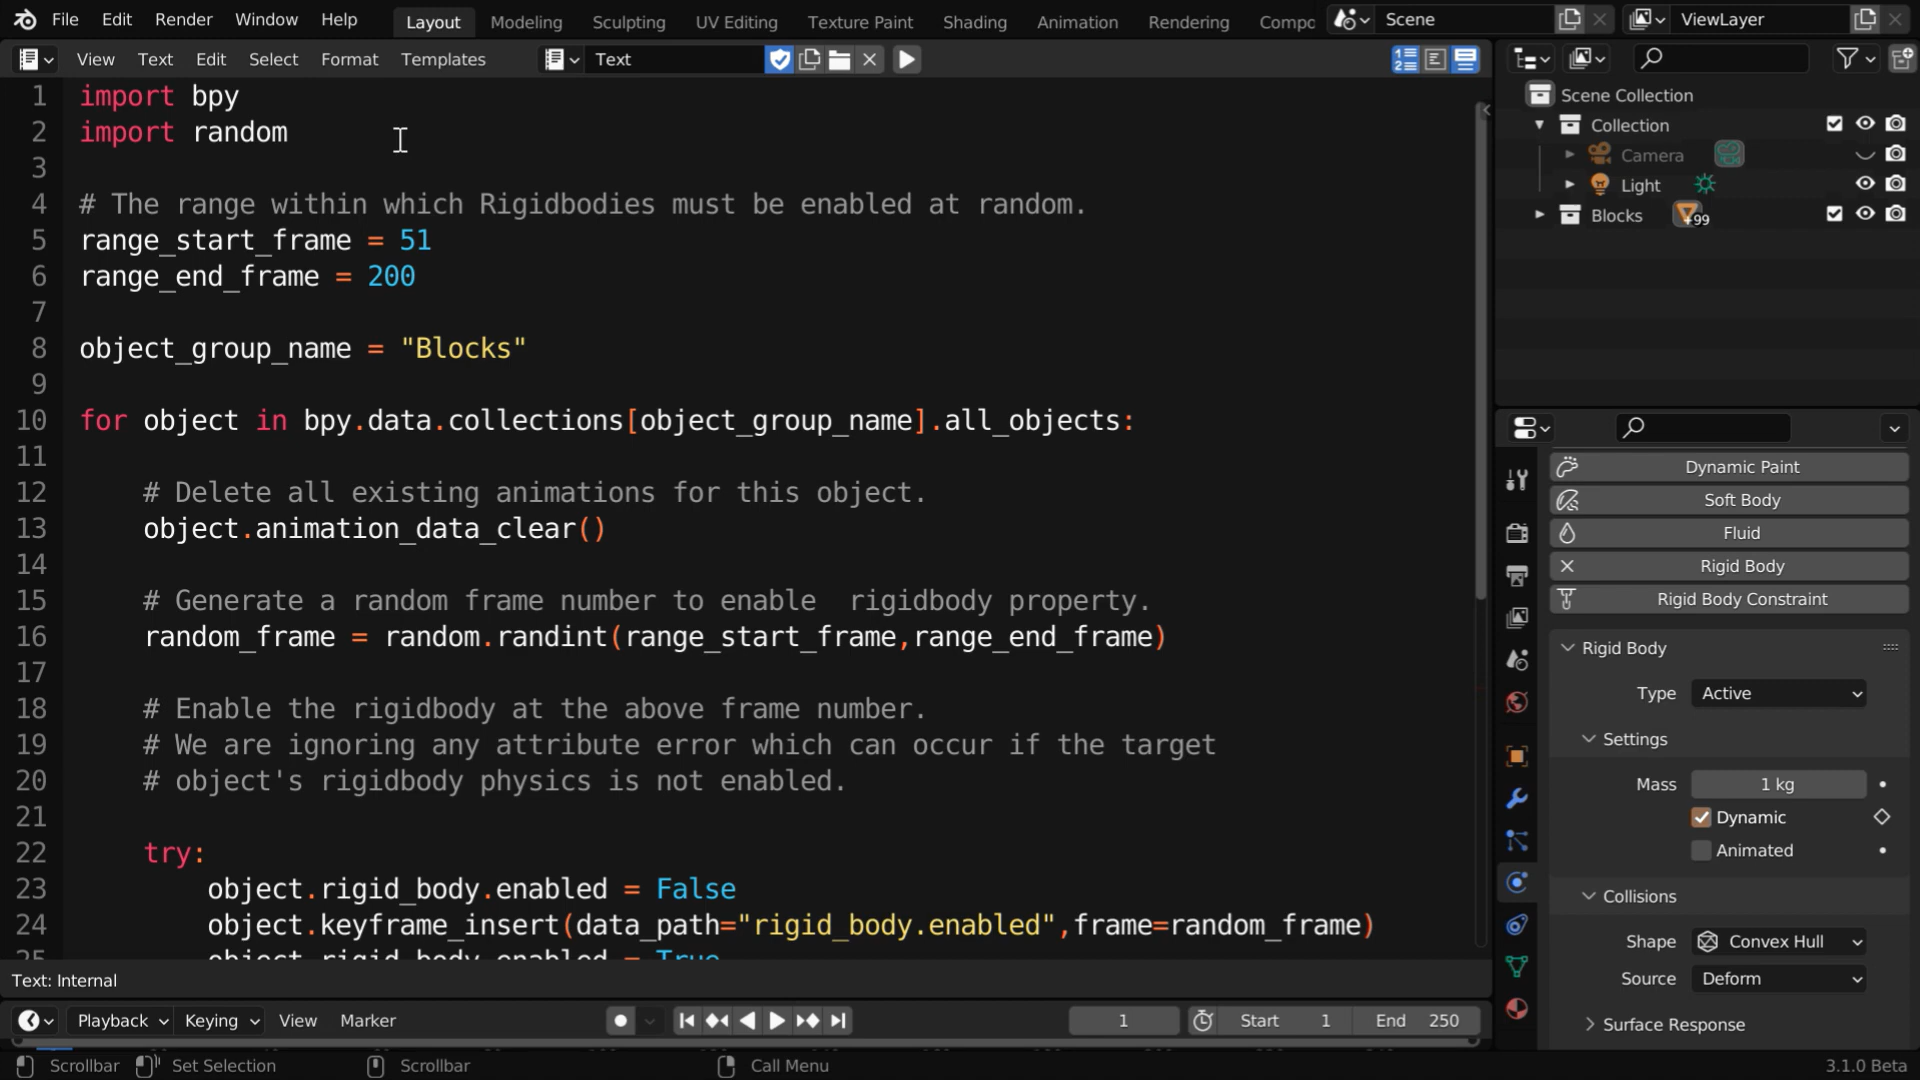 File Edit Render Window Help Layout Modeling Sculpting UV Editing Texture Paint Shading Animation Rendering Compo Scene ViewLayer
View Text Edit Select Format Templates Text
1 import bpy
2 import random
3
4 # The range within which Rigidbodies must be enabled at random.
5 range_start_frame = 51
6 range_end_frame = 200
7
8 object_group_name = "Blocks"
9
10 for object in bpy.data.collections[object_group_name].all_objects:
11
12 # Delete all existing animations for this object.
13 object.animation_data_clear()
14
15 # Generate a random frame number to enable  rigidbody property.
16 random_frame = random.randint(range_start_frame,range_end_frame)
17
18 # Enable the rigidbody at the above frame number.
19 # We are ignoring any attribute error which can occur if the target
20 # object's rigidbody physics is not enabled.
21
22 try:
23 object.rigid_body.enabled = False
24 object.keyframe_insert(data_path="rigid_body.enabled",frame=random_frame)
25 object.rigid_body.enabled = True
Text: Internal
Scene Collection
Collection
Camera
Light
Blocks +99
Dynamic Paint
Soft Body
Fluid
Rigid Body
Rigid Body Constraint
Rigid Body
Type Active
Settings
Mass 1 kg
Dynamic
Animated
Collisions
Shape Convex Hull
Source Deform
Surface Response
Playback Keying View Marker 1 Start 1 End 250
Scrollbar Set Selection Scrollbar Call Menu 3.1.0 Beta